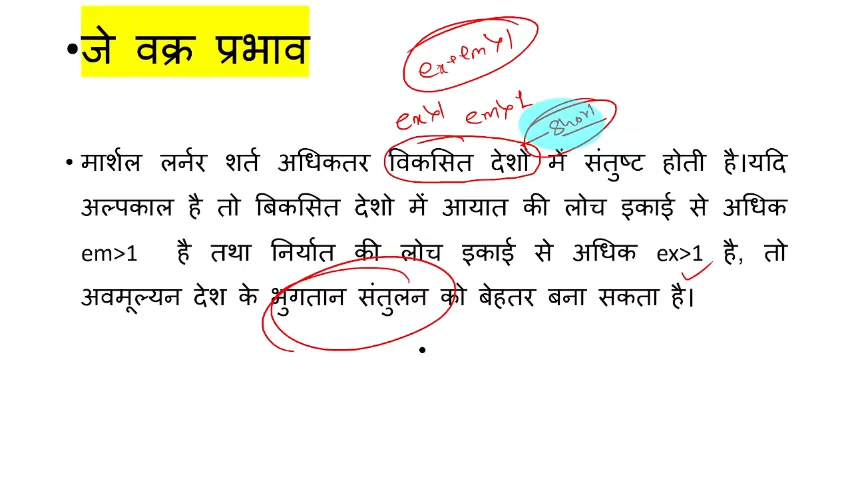 •जे वक्र प्रभाव
ex+em>1
ex>1 em>1
short
• मार्शल लर्नर शर्त अधिकतर विकसित देशों में संतुष्ट होती है।यदि
अल्पकाल है तो बिकसित देशो में आयात की लोच इकाई से अधिक
em>1 है तथा निर्यात की लोच इकाई से अधिक ex>1 है, तो
अवमूल्यन देश के भुगतान संतुलन को बेहतर बना सकता है।
•